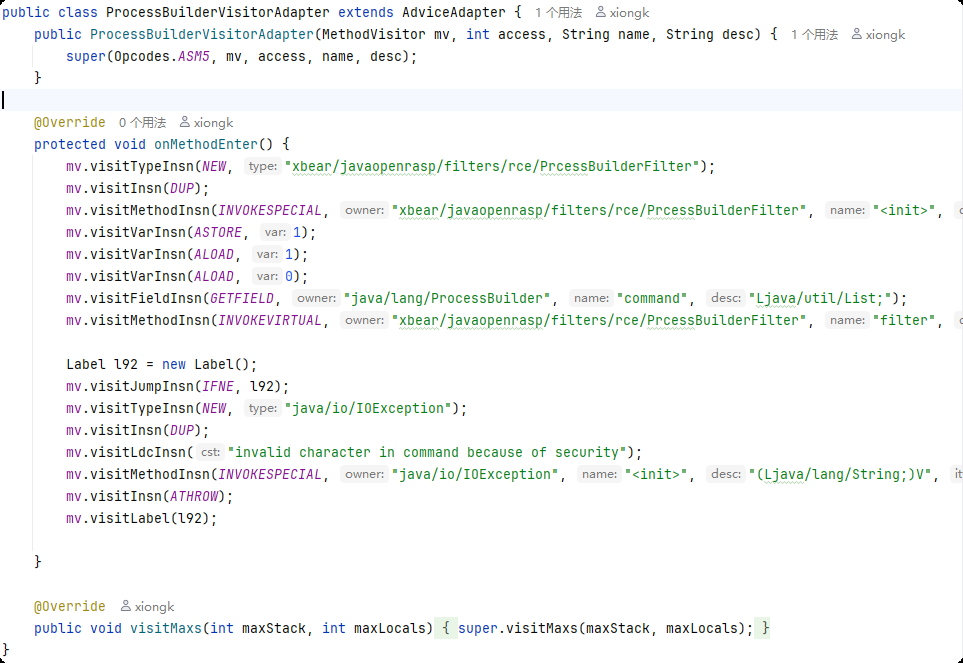 public class ProcessBuilderVisitorAdapter extends AdviceAdapter { 1 个用法 xiongk
public ProcessBuilderVisitorAdapter(MethodVisitor mv, int access, String name, String desc) { 1 个用法 xiongk
super(Opcodes.ASM5, mv, access, name, desc);
}
@Override 0 个用法 xiongk
protected void onMethodEnter() {
mv.visitTypeInsn(NEW, type: "xbear/javaopenrasp/filters/rce/PrcessBuilderFilter");
mv.visitInsn(DUP);
mv.visitMethodInsn(INVOKESPECIAL, owner: "xbear/javaopenrasp/filters/rce/PrcessBuilderFilter", name: "<init>",
mv.visitVarInsn(ASTORE, var: 1);
mv.visitVarInsn(ALOAD, var: 1);
mv.visitVarInsn(ALOAD, var: 0);
mv.visitFieldInsn(GETFIELD, owner: "java/lang/ProcessBuilder", name: "command", desc: "Ljava/util/List;");
mv.visitMethodInsn(INVOKEVIRTUAL, owner: "xbear/javaopenrasp/filters/rce/PrcessBuilderFilter", name: "filter",
Label l92 = new Label();
mv.visitJumpInsn(IFNE, l92);
mv.visitTypeInsn(NEW, type: "java/io/IOException");
mv.visitInsn(DUP);
mv.visitLdcInsn( cst: "invalid character in command because of security");
mv.visitMethodInsn(INVOKESPECIAL, owner: "java/io/IOException", name: "<init>", desc: "(Ljava/lang/String;)V", it
mv.visitInsn(ATHROW);
mv.visitLabel(l92);
}
@Override xiongk
public void visitMaxs(int maxStack, int maxLocals) { super.visitMaxs(maxStack, maxLocals); }
}